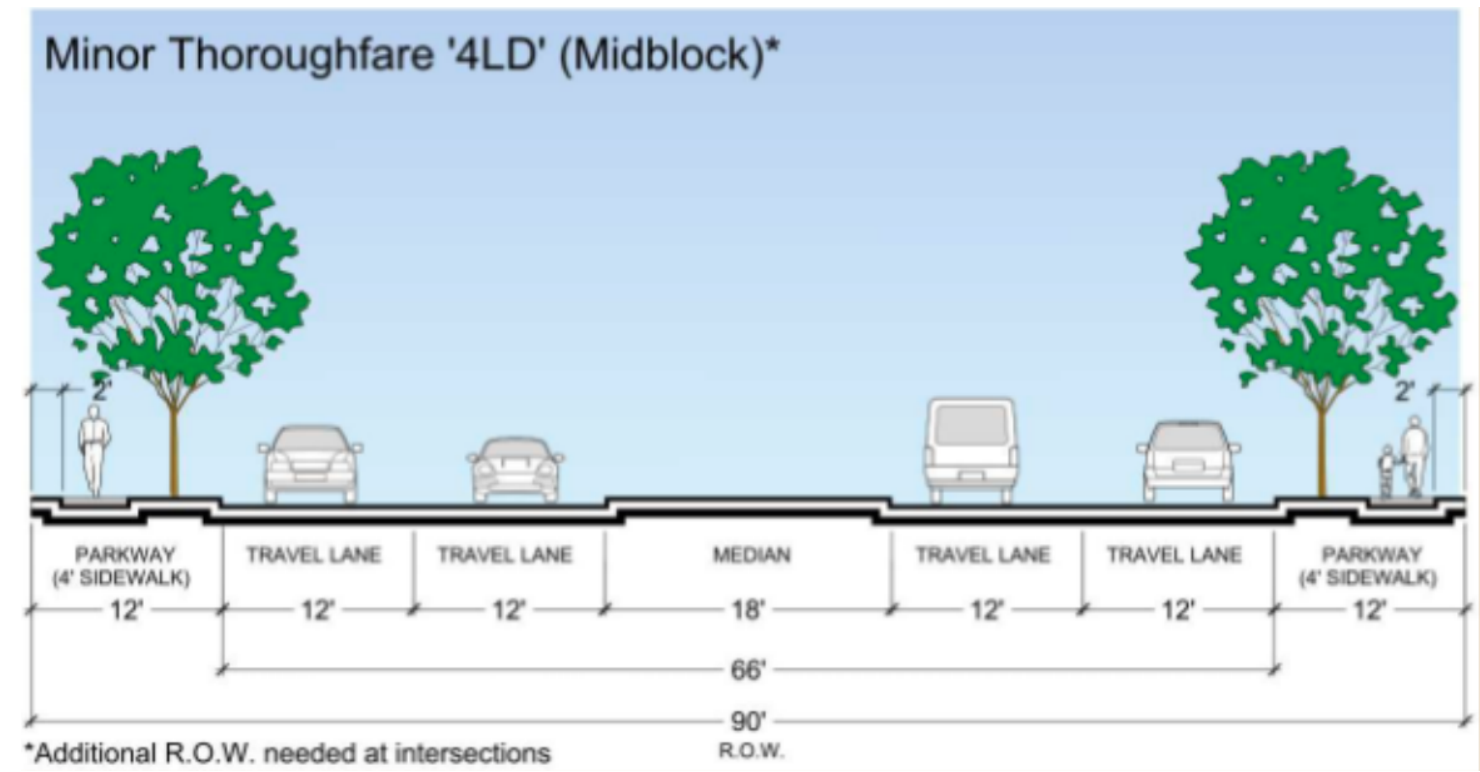 Minor Thoroughfare '4LD' (Midblock)*
2'
2'
PARKWAY
(4' SIDEWALK)
TRAVEL LANE
TRAVEL LANE
MEDIAN
TRAVEL LANE
TRAVEL LANE
PARKWAY
(4' SIDEWALK)
12'
12'
12'
18'
12'
12'
12'
66'
90'
R.O.W.
*Additional R.O.W. needed at intersections